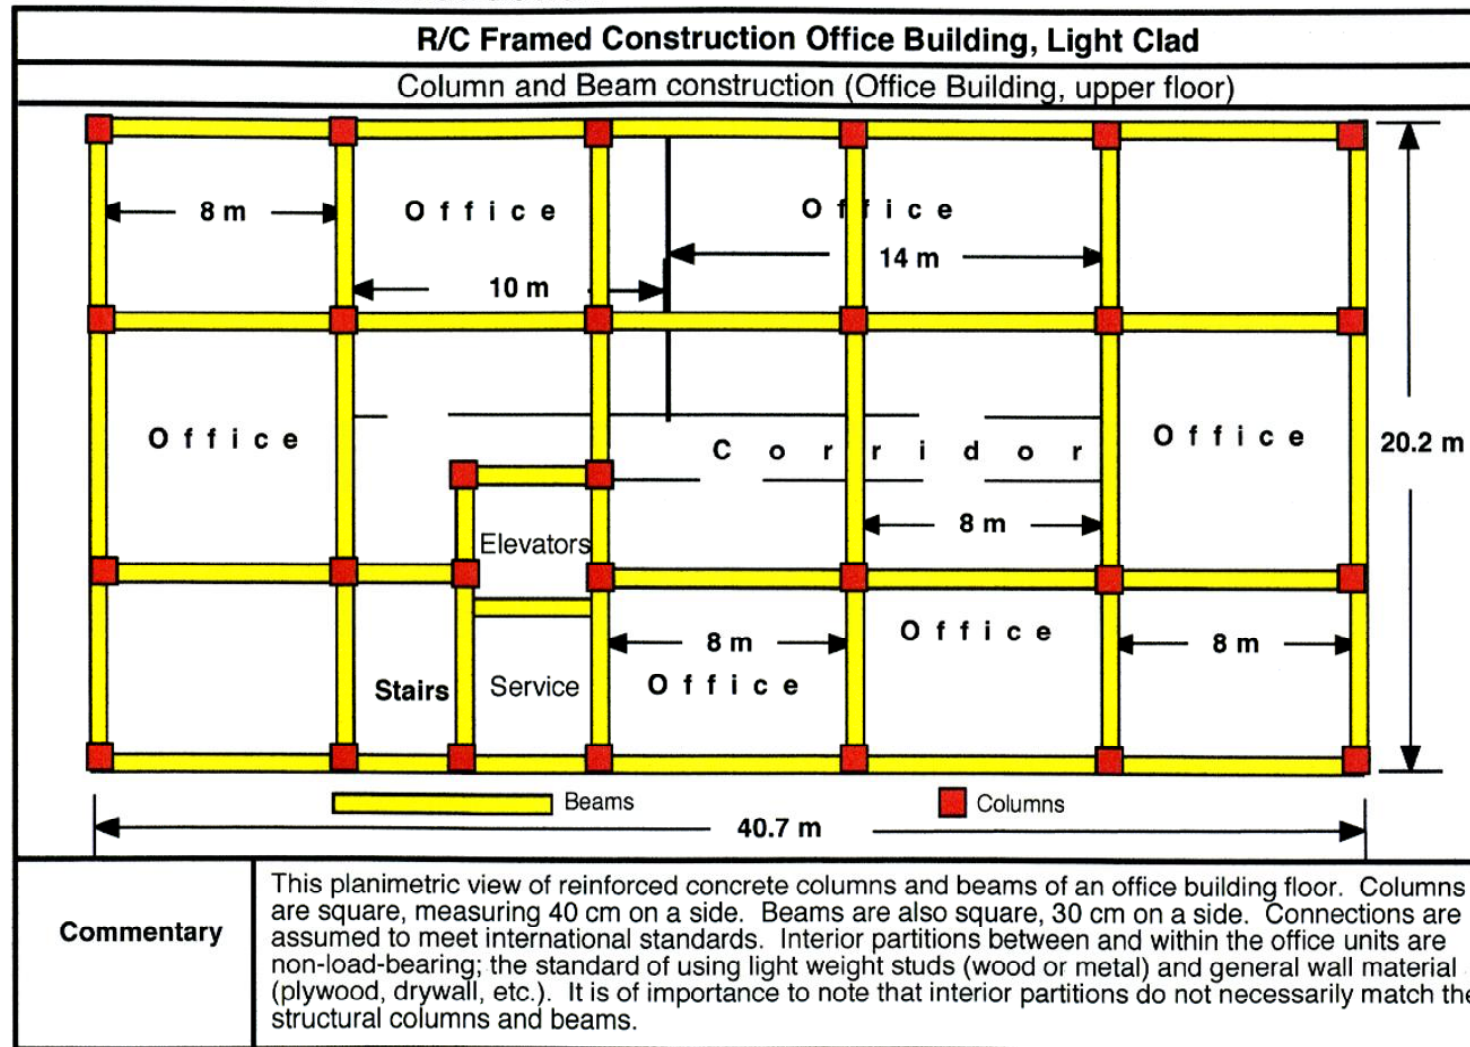 R/C Framed Construction Office Building, Light Clad
Column and Beam construction (Office Building, upper floor)
8 m
Office
Office
14 m
10 m
Office
Corridor
Office
20.2 m
8 m
Elevators
8 m
Office
8 m
Stairs
Service
Office
Beams
Columns
40.7 m
Commentary
This planimetric view of reinforced concrete columns and beams of an office building floor. Columns
are square, measuring 40 cm on a side. Beams are also square, 30 cm on a side. Connections are
assumed to meet international standards. Interior partitions between and within the office units are
non-load-bearing; the standard of using light weight studs (wood or metal) and general wall material
(plywood, drywall, etc.). It is of importance to note that interior partitions do not necessarily match the
structural columns and beams.